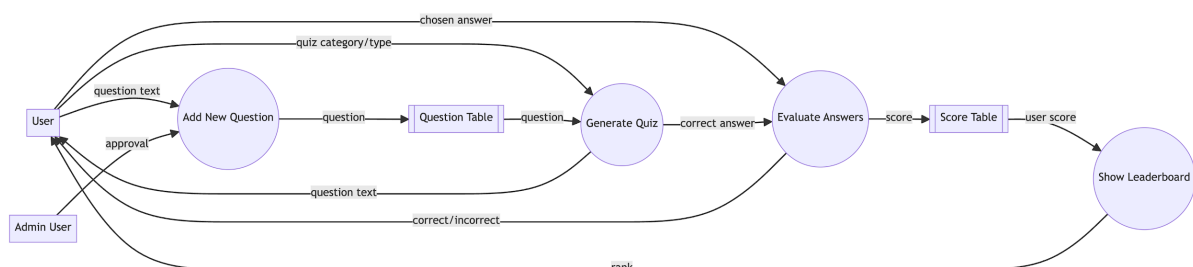 chosen answer
quiz category/type
question text
User
Add New Question
question
Question Table
question
Generate Quiz
correct answer
Evaluate Answers
score
Score Table
user score
approval
Show Leaderboard
question text
correct/incorrect
Admin User
rank